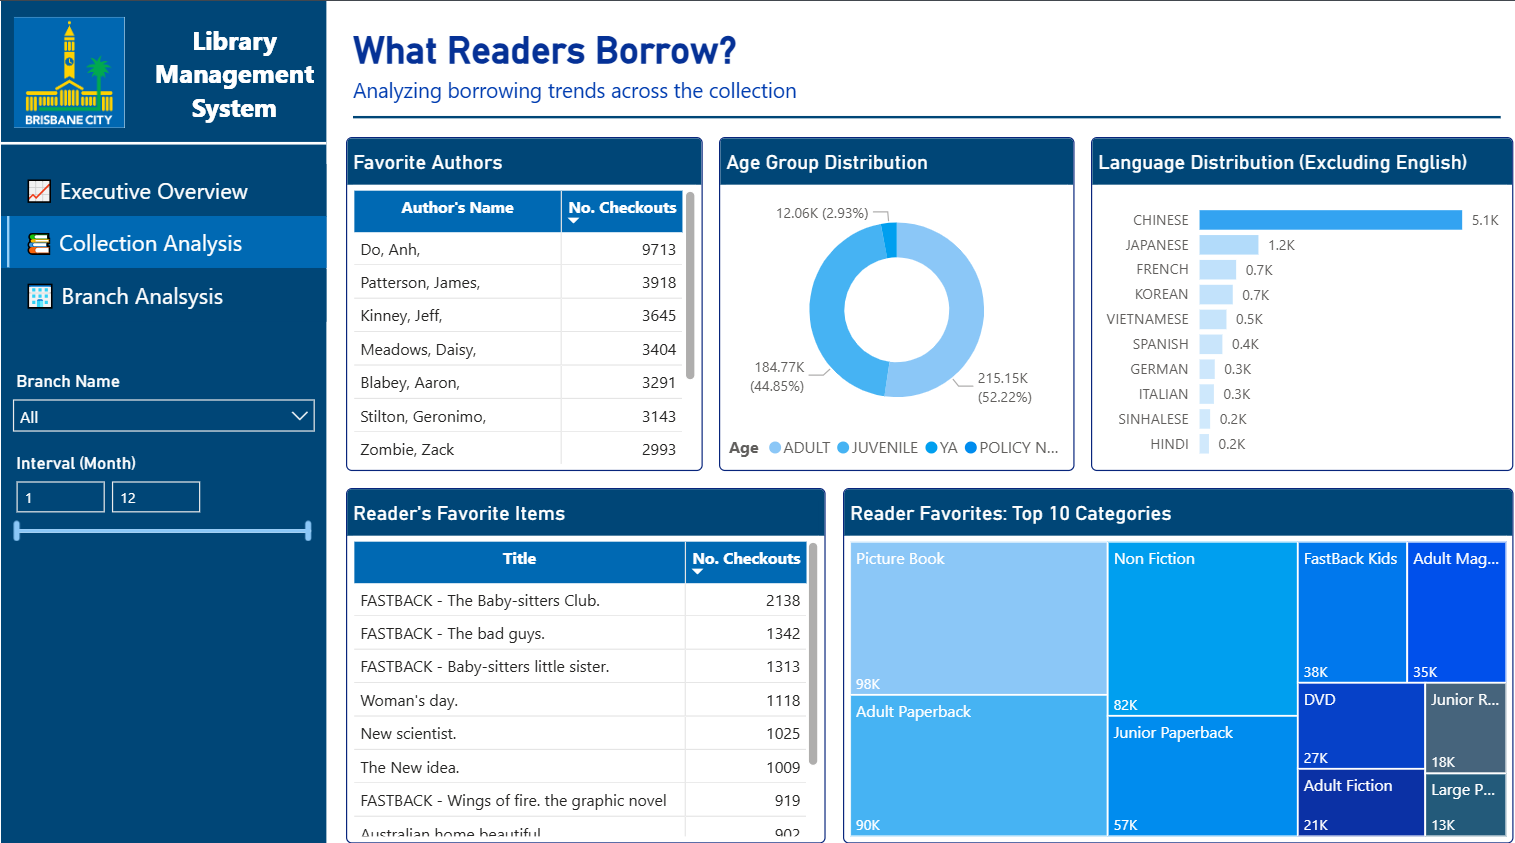 BRISBANE CITY
Library
Management
System
Executive Overview
Collection Analysis
Branch Analsysis
Branch Name
All
Interval (Month)
1
12
What Readers Borrow?
Analyzing borrowing trends across the collection
Favorite Authors
Author's Name No. Checkouts
Do, Anh, 9713
Patterson, James, 3918
Kinney, Jeff, 3645
Meadows, Daisy, 3404
Blabey, Aaron, 3291
Stilton, Geronimo, 3143
Zombie, Zack 2993
Age Group Distribution
12.06K (2.93%)
184.77K
(44.85%)
215.15K
(52.22%)
Age ADULT JUVENILE YA POLICY N...
Language Distribution (Excluding English)
CHINESE 5.1K
JAPANESE 1.2K
FRENCH 0.7K
KOREAN 0.7K
VIETNAMESE 0.5K
SPANISH 0.4K
GERMAN 0.3K
ITALIAN 0.3K
SINHALESE 0.2K
HINDI 0.2K
Reader's Favorite Items
Title No. Checkouts
FASTBACK - The Baby-sitters Club. 2138
FASTBACK - The bad guys. 1342
FASTBACK - Baby-sitters little sister. 1313
Woman's day. 1118
New scientist. 1025
The New idea. 1009
FASTBACK - Wings of fire. the graphic novel 919
Australian home beautiful 902
Reader Favorites: Top 10 Categories
Picture Book
98K
Adult Paperback
90K
Non Fiction
82K
Junior Paperback
57K
FastBack Kids
38K
Adult Mag...
35K
DVD
27K
Junior R...
18K
Adult Fiction
21K
Large P...
13K